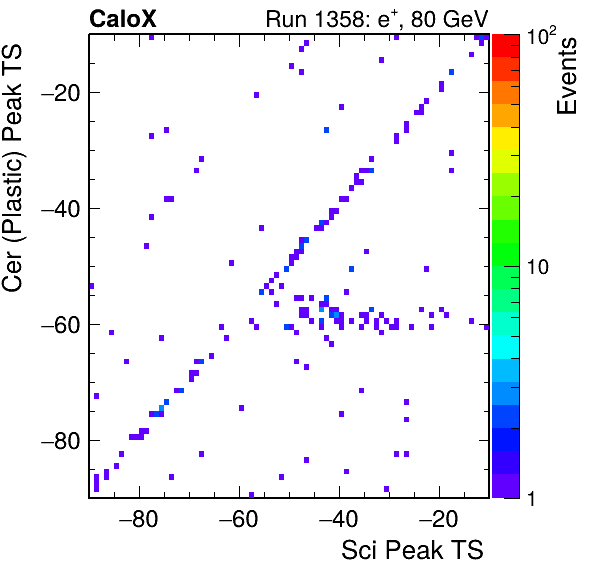 CaloX Run 1358: e⁺, 80 GeV
Cer (Plastic) Peak TS
−20
−40
−60
−80
−80 −60 −40 −20
Sci Peak TS
10²
10
1
Events